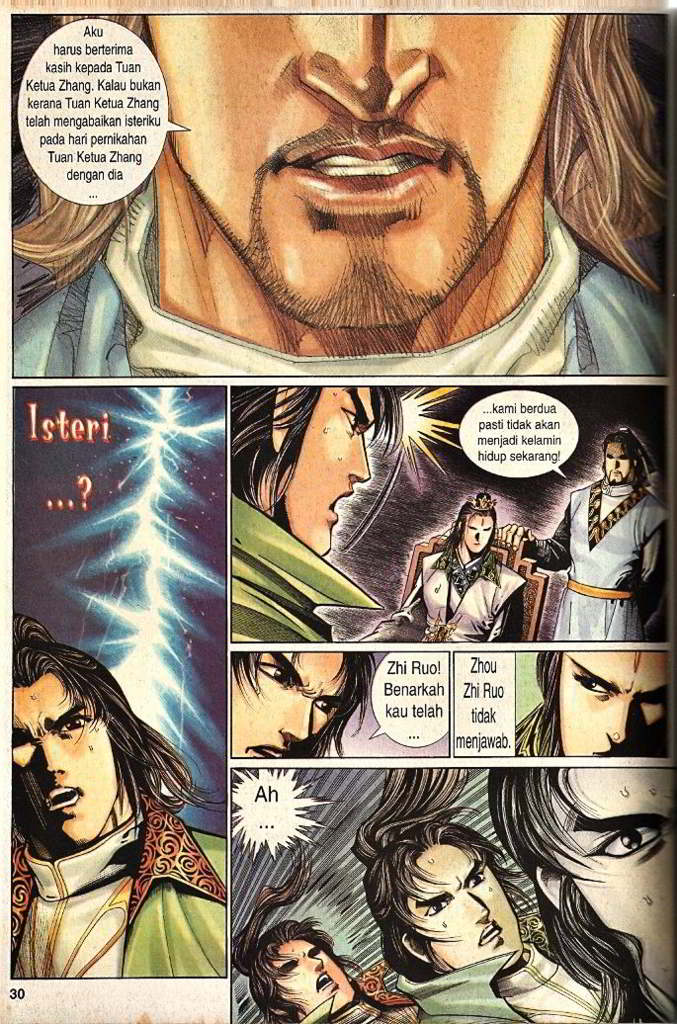 Aku
harus berterima
kasih kepada Tuan
Ketua Zhang. Kalau bukan
kerana Tuan Ketua Zhang
telah mengabaikan isteriku
pada hari pernikahan
Tuan Ketua Zhang
dengan dia
...
Isteri
...?
...kami berdua
pasti tidak akan
menjadi kelamin
hidup sekarang!
Zhi Ruo!
Benarkah
kau telah
...
Zhou
Zhi Ruo
tidak
menjawab.
Ah
...
30